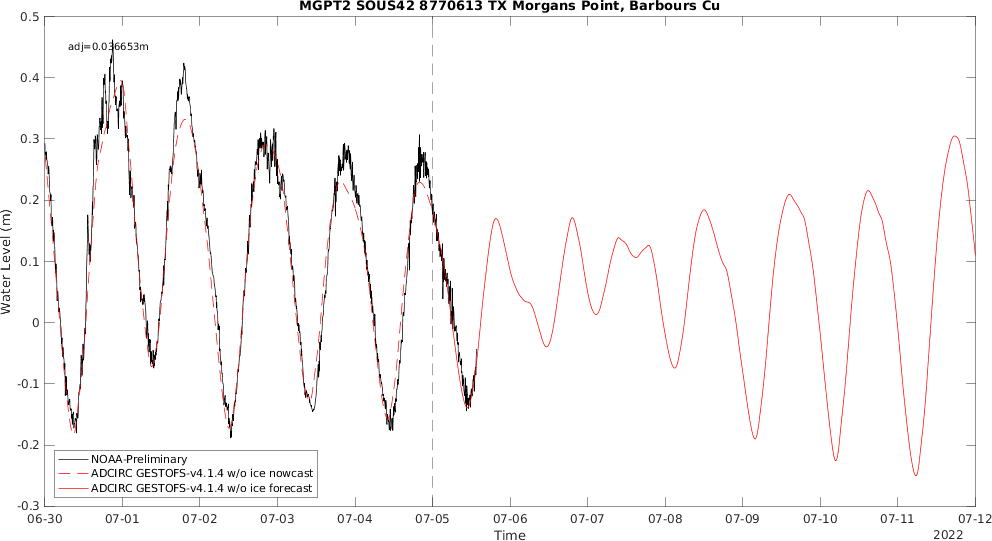 MGPT2 SOUS42 8770613 TX Morgans Point, Barbours Cu
adj=0.036653m
0.5
0.4
0.3
0.2
0.1
0
-0.1
-0.2
-0.3
Water Level (m)
NOAA-Preliminary
ADCIRC GESTOFS-v4.1.4 w/o ice nowcast
ADCIRC GESTOFS-v4.1.4 w/o ice forecast
06-30 07-01 07-02 07-03 07-04 07-05 07-06 07-07 07-08 07-09 07-10 07-11 07-12
Time
2022